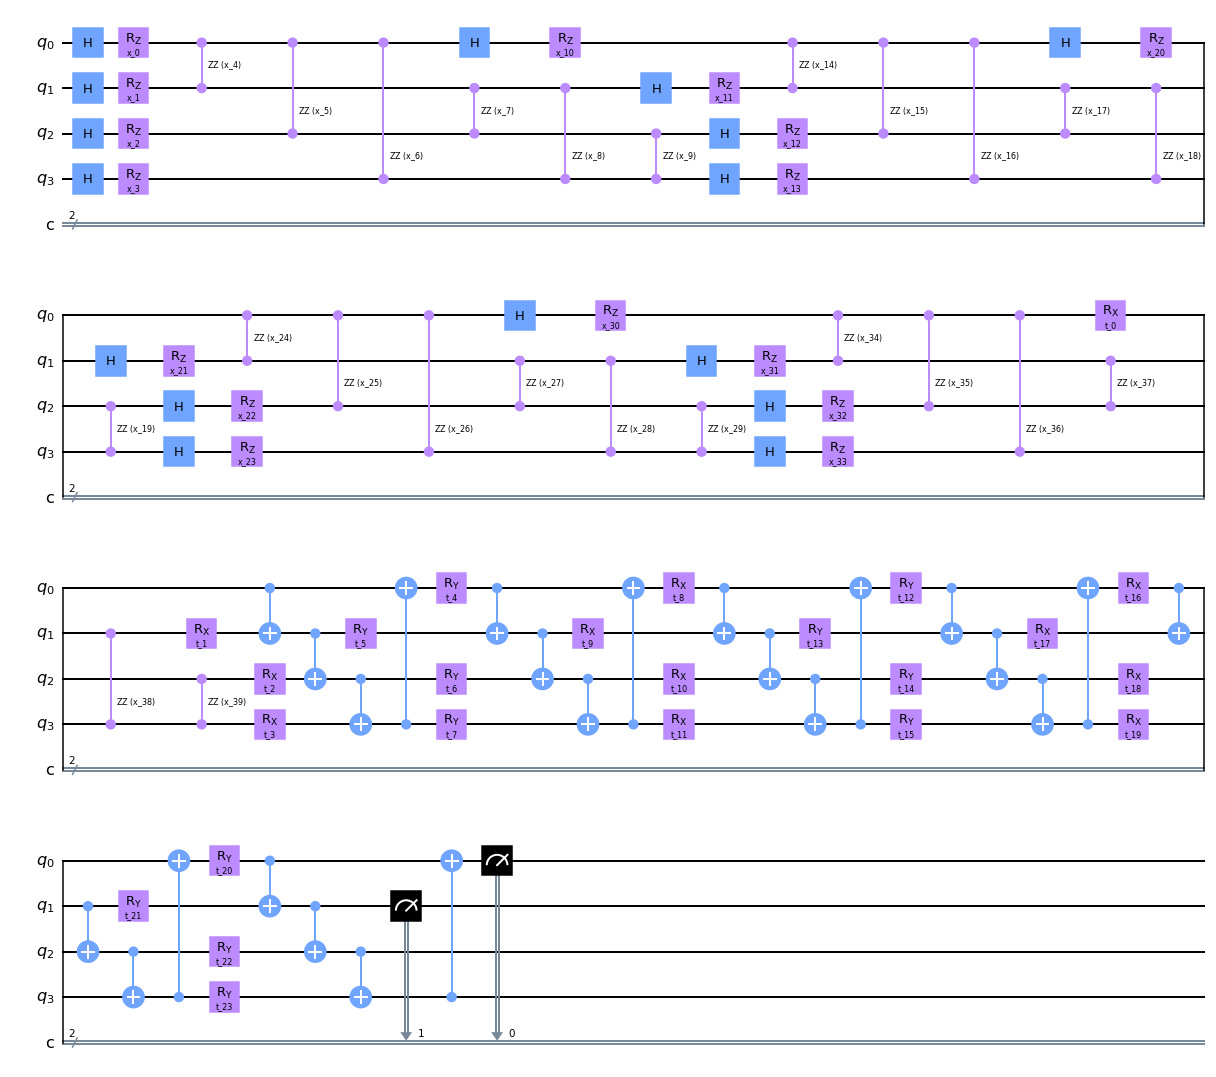 q0 H RZ x_0 ZZ (x_4) ZZ (x_5) ZZ (x_6) H RZ x_10 ZZ (x_14) ZZ (x_15) ZZ (x_16) H RZ x_20
q1 H RZ x_1 ZZ (x_7) ZZ (x_8) H RZ x_11 ZZ (x_17) ZZ (x_18)
q2 H RZ x_2 ZZ (x_9) H RZ x_12
q3 H RZ x_3 H RZ x_13
c 2
q0 ZZ (x_24) ZZ (x_25) ZZ (x_26) H RZ x_30 ZZ (x_34) ZZ (x_35) ZZ (x_36) RX t_0
q1 H RZ x_21 ZZ (x_27) ZZ (x_28) H RZ x_31 ZZ (x_37)
q2 ZZ (x_19) H RZ x_22 ZZ (x_29) H RZ x_32
q3 H RZ x_23 H RZ x_33
c 2
q0 RY t_4 RX t_8 RY t_12 RX t_16
q1 ZZ (x_38) RX t_1 RY t_5 RX t_9 RY t_13 RX t_17
q2 ZZ (x_39) RX t_2 RY t_6 RX t_10 RY t_14 RX t_18
q3 RX t_3 RY t_7 RX t_11 RY t_15 RX t_19
c 2
q0 RY t_20
q1 RY t_21
q2 RY t_22
q3 RY t_23
c 2 1 0